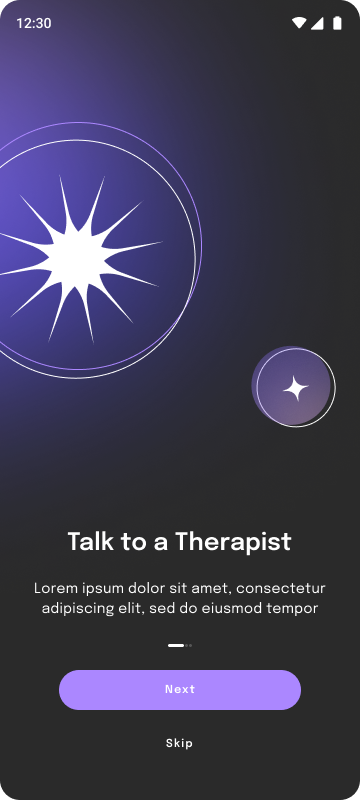 12:30
Talk to a Therapist
Lorem ipsum dolor sit amet, consectetur
adipiscing elit, sed do eiusmod tempor
Next
Skip